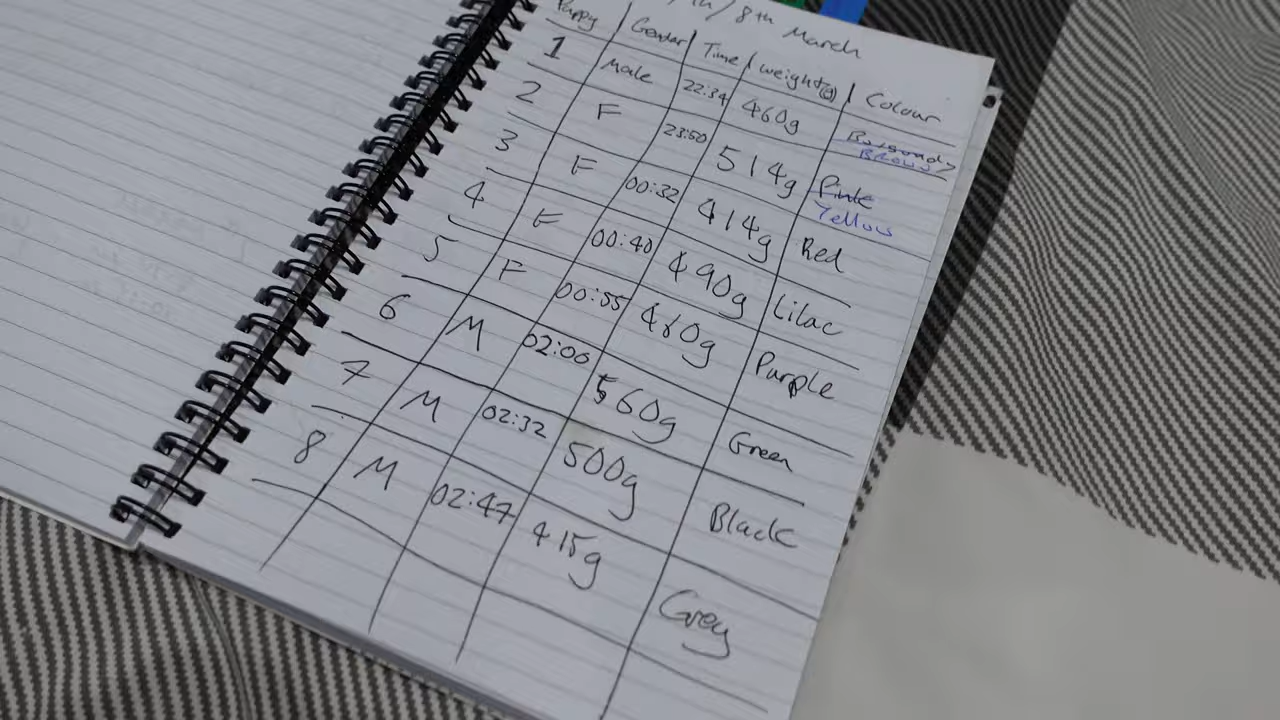 / 8th March
Puppy Gender Time weight(g) Colour
1 Male 22:34 460g Burgundy
Brown
2 F 23:50 514g Pink
Yellow
3 F 00:32 414g Red
4 F 00:40 490g Lilac
5 F 00:55 460g Purple
6 M 02:06 560g Green
7 M 02:32 500g Black
8 M 02:47 415g Grey